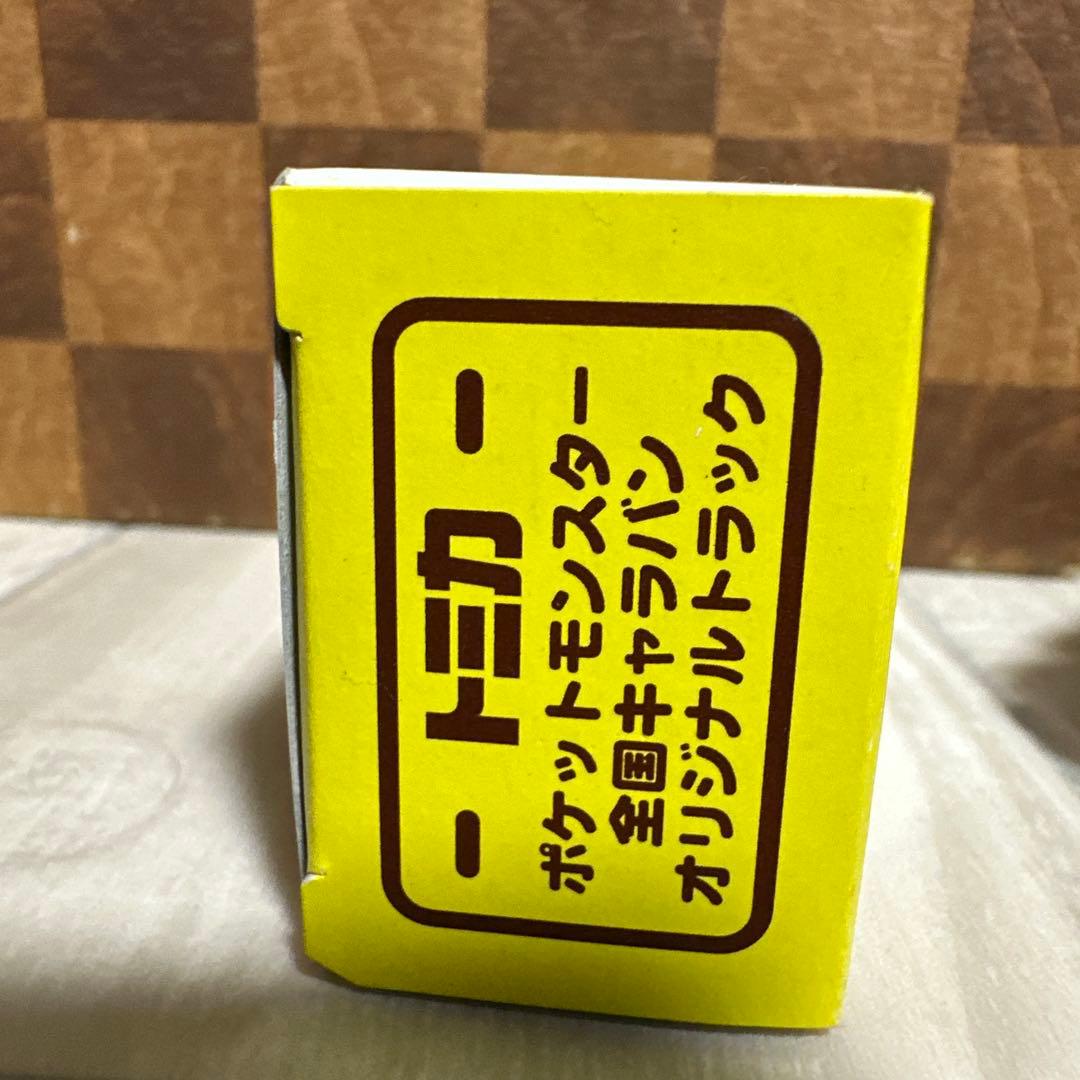 トミカ
ポケットモンスター
全国キャラバン
オリジナルトラック